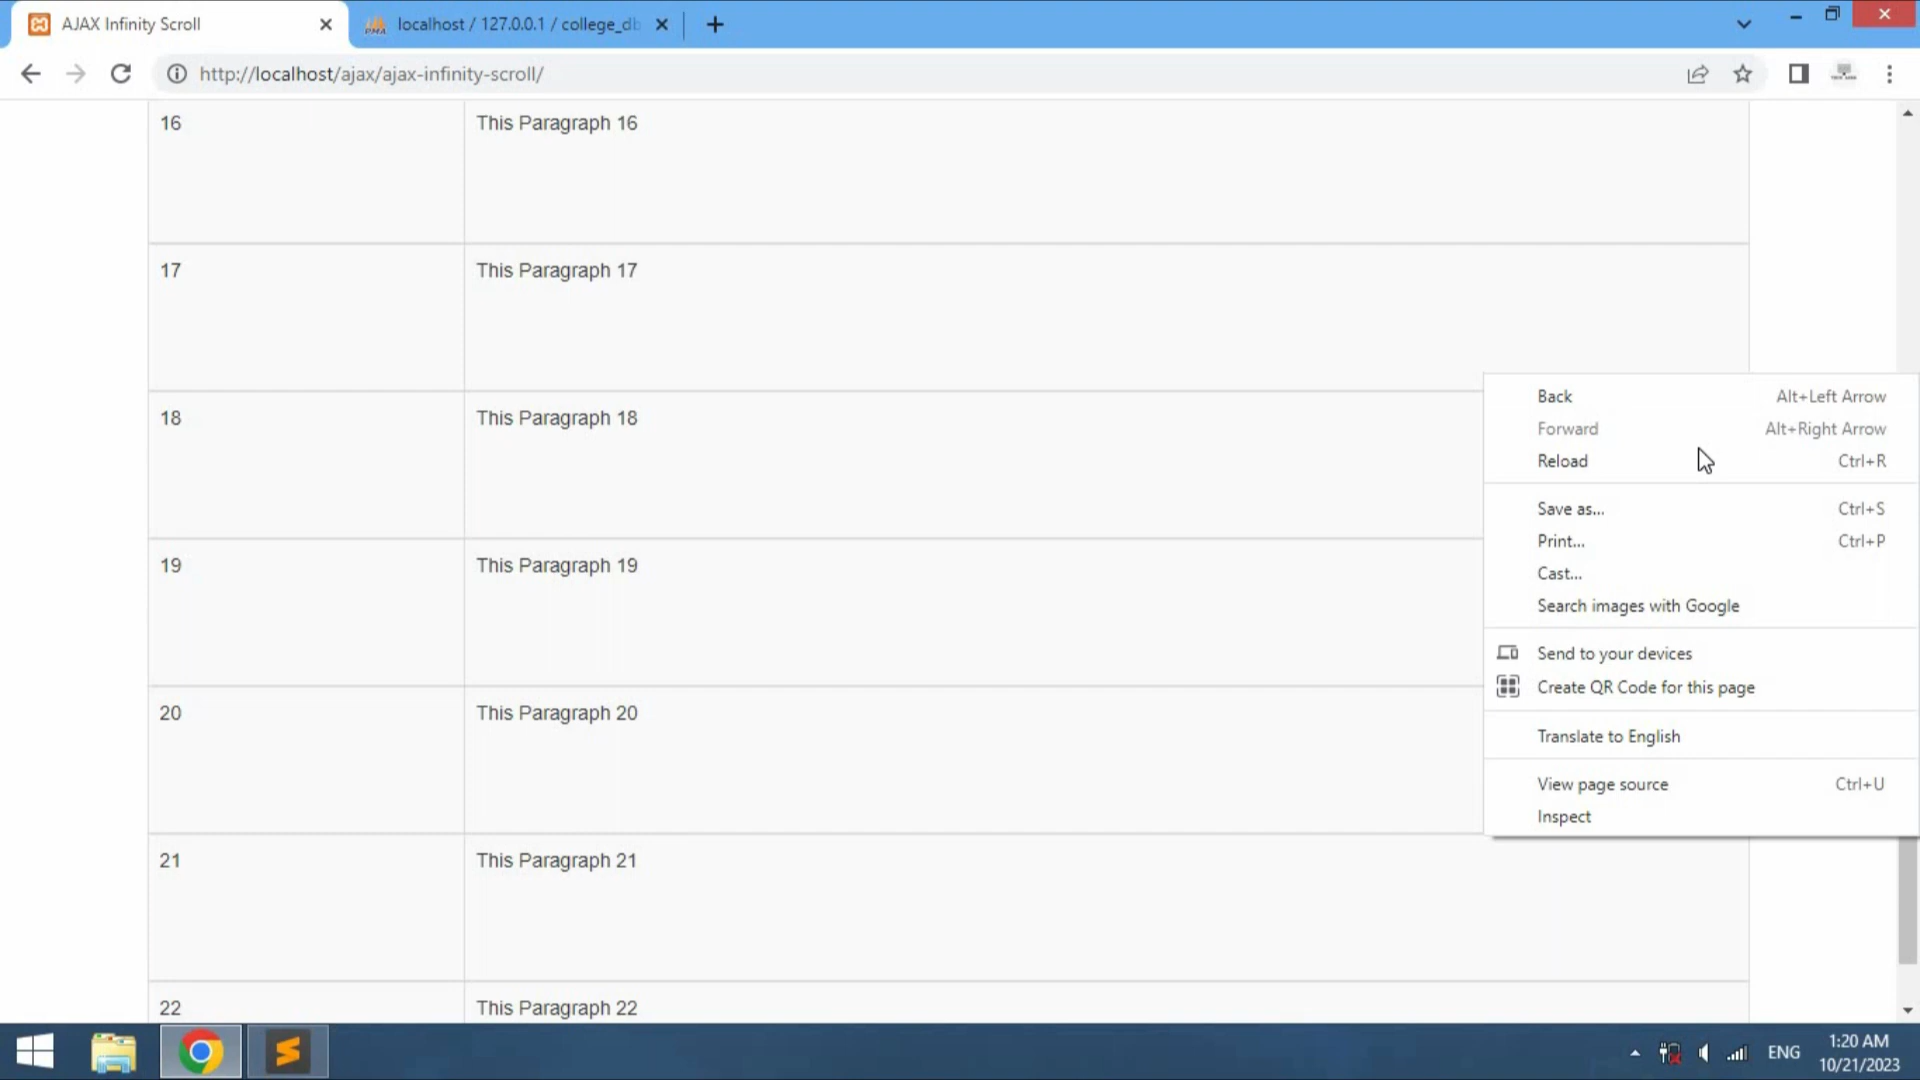 AJAX Infinity Scroll
localhost / 127.0.0.1 / college_db
http://localhost/ajax/ajax-infinity-scroll/
16 This Paragraph 16
17 This Paragraph 17
18 This Paragraph 18
19 This Paragraph 19
20 This Paragraph 20
21 This Paragraph 21
22 This Paragraph 22
Back Alt+Left Arrow
Forward Alt+Right Arrow
Reload Ctrl+R
Save as... Ctrl+S
Print... Ctrl+P
Cast...
Search images with Google
Send to your devices
Create QR Code for this page
Translate to English
View page source Ctrl+U
Inspect
ENG
1:20 AM
10/21/2023